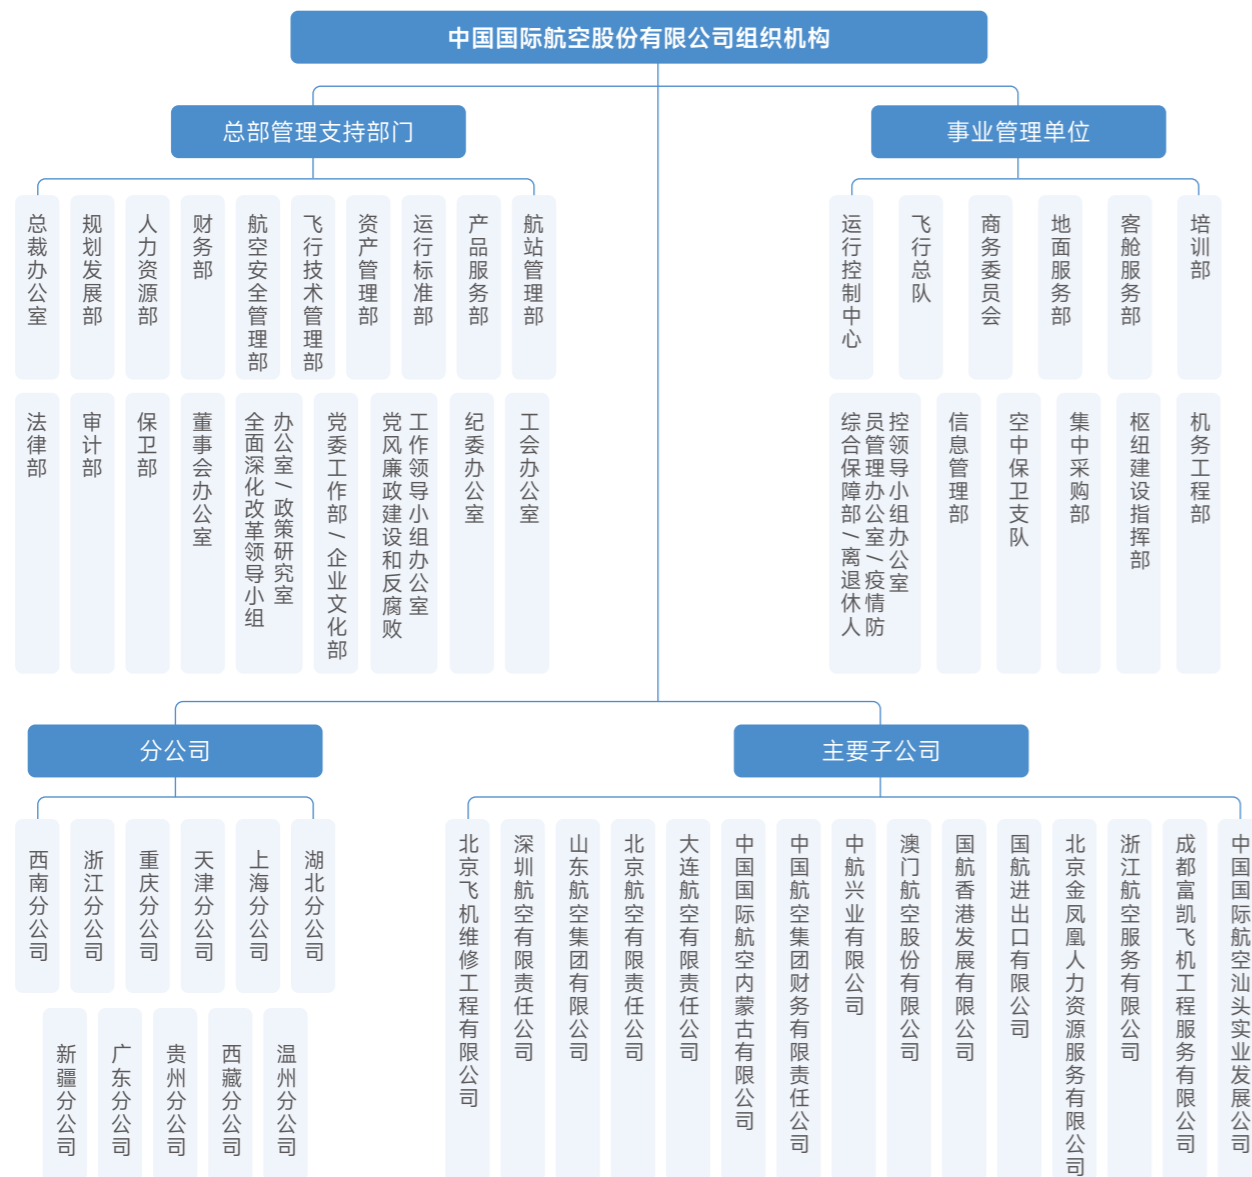 中国国际航空股份有限公司组织机构
总部管理支持部门
事业管理单位
总裁办公室
规划发展部
人力资源部
财务部
航空安全管理部
飞行技术管理部
资产管理部
运行标准部
产品服务部
航站管理部
运行控制中心
飞行总队
商务委员会
地面服务部
客舱服务部
培训部
法律部
审计部
保卫部
董事会办公室
全面深化改革领导小组
办公室/政策研究室
党委工作部/企业文化部
党风廉政建设和反腐败
工作领导小组办公室
纪委办公室
工会办公室
综合保障部/离退休人
员管理办公室/疫情防
控领导小组办公室
信息管理部
空中保卫支队
集中采购部
枢纽建设指挥部
机务工程部
分公司
主要子公司
西南分公司
浙江分公司
重庆分公司
天津分公司
上海分公司
湖北分公司
新疆分公司
广东分公司
贵州分公司
西藏分公司
温州分公司
北京飞机维修工程有限公司
深圳航空有限责任公司
山东航空集团有限公司
北京航空有限责任公司
大连航空有限责任公司
中国国际航空内蒙古有限公司
中国航空集团财务有限责任公司
中航兴业有限公司
澳门航空股份有限公司
国航香港发展有限公司
国航进出口有限公司
北京金凤凰人力资源服务有限公司
浙江航空服务有限公司
成都富凯飞机工程服务有限公司
中国国际航空汕头实业发展公司